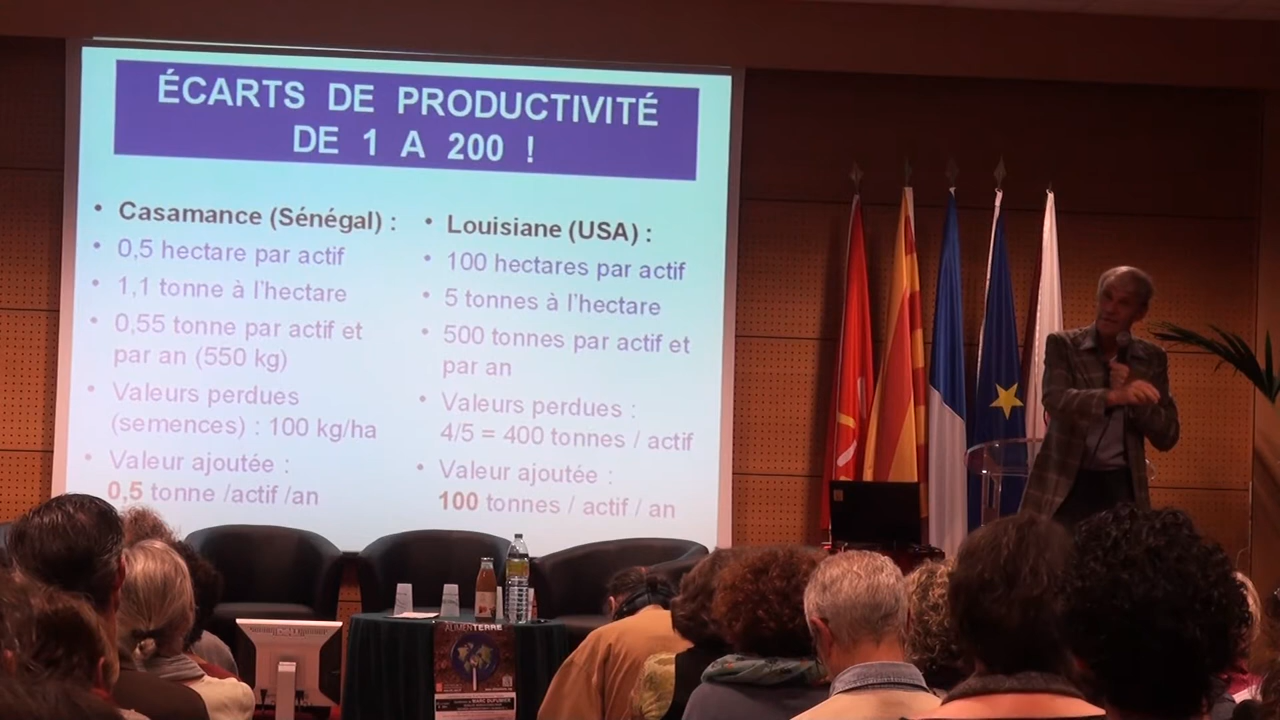 ÉCARTS DE PRODUCTIVITÉ
DE 1 A 200 !
• Casamance (Sénégal) :
• 0,5 hectare par actif
• 1,1 tonne à l'hectare
• 0,55 tonne par actif et
par an (550 kg)
• Valeurs perdues
(semences) : 100 kg/ha
• Valeur ajoutée :
0,5 tonne /actif /an
• Louisiane (USA) :
• 100 hectares par actif
• 5 tonnes à l'hectare
• 500 tonnes par actif et
par an
• Valeurs perdues :
4/5 = 400 tonnes / actif
• Valeur ajoutée :
100 tonnes / actif / an
ALIMENTERRE
MARC DUFUMIER